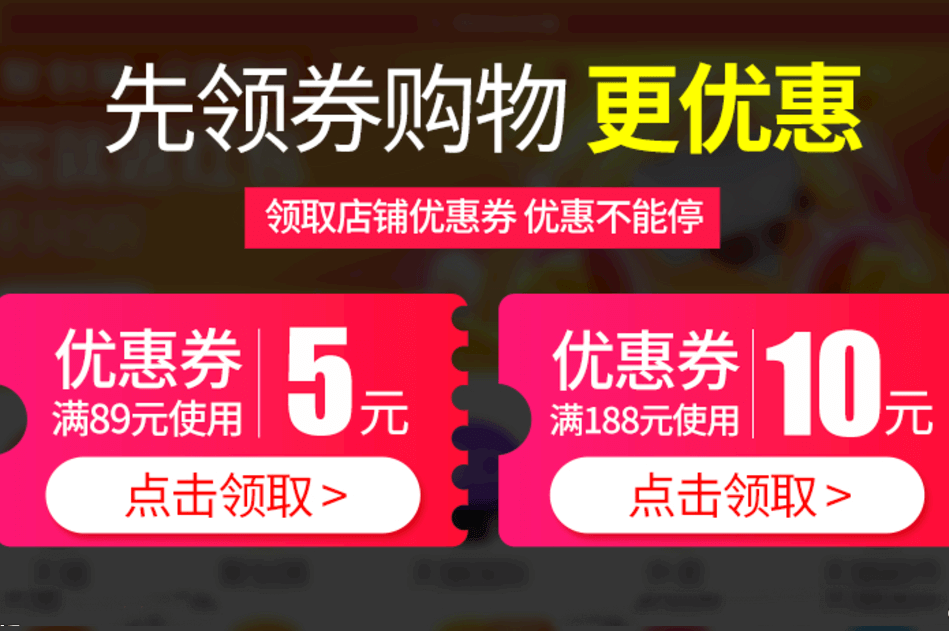 先领券购物 更优惠
领取店铺优惠券 优惠不能停
优惠券 5元
满89元使用
点击领取 >
优惠券 10元
满188元使用
点击领取 >